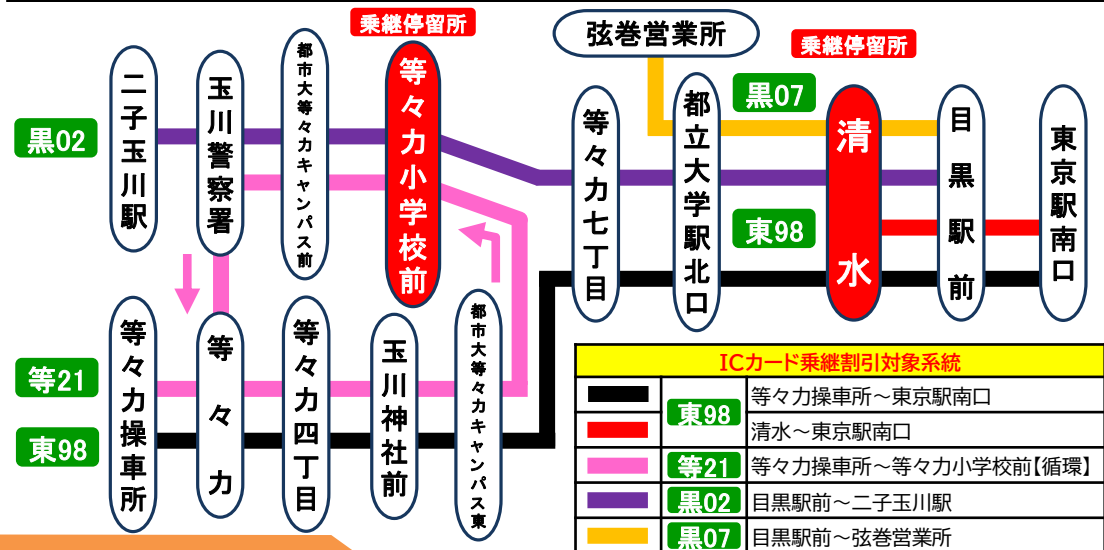 乗継停留所
弦巻営業所
乗継停留所
黒02
二子玉川駅
玉川警察署
都市大等々力キャンパス前
等々力小学校前
等々力七丁目
都立大学駅北口
黒07
東98
清水
目黒駅前
東京駅南口
等21
東98
等々力操車所
等々力
等々力四丁目
玉川神社前
都市大等々力キャンパス東
ICカード乗継割引対象系統
東98
等々力操車所～東京駅南口
清水～東京駅南口
等21 等々力操車所～等々力小学校前【循環】
黒02 目黒駅前～二子玉川駅
黒07 目黒駅前～弦巻営業所